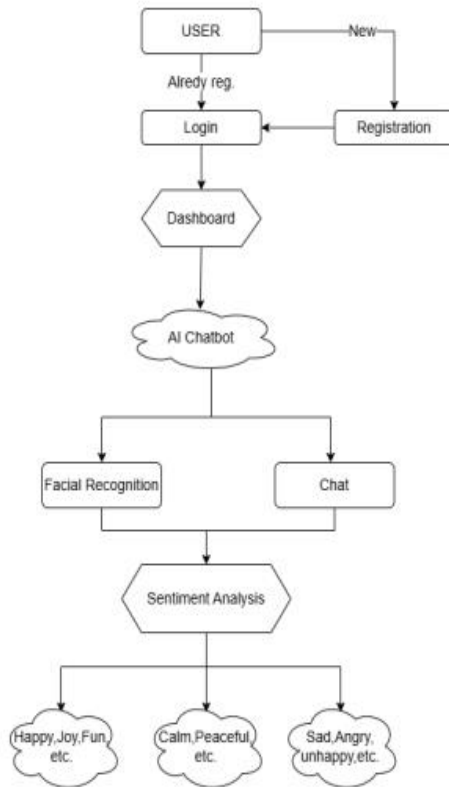 USER
New
Alredy reg.
Login
Registration
Dashboard
AI Chatbot
Facial Recognition
Chat
Sentiment Analysis
Happy,Joy,Fun,
etc.
Calm,Peaceful,
etc.
Sad,Angry,
unhappy,etc.